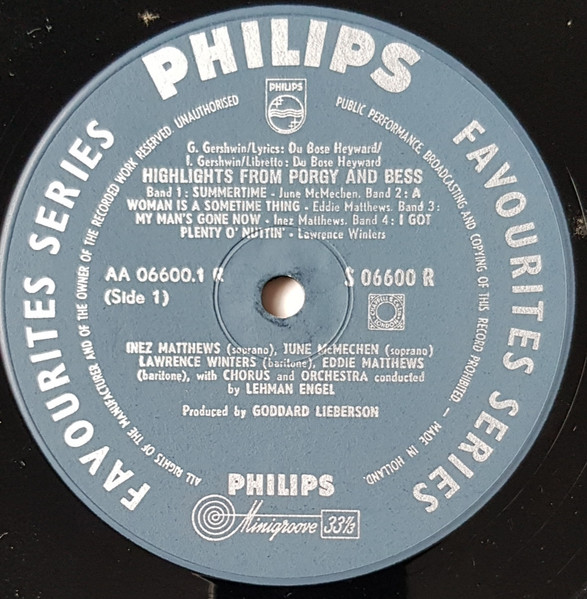 PHILIPS
FAVOURITES SERIES
FAVOURITES SERIES
ALL RIGHTS OF THE MANUFACTURER AND OF THE OWNER OF THE RECORDED WORK RESERVED. UNAUTHORISED PUBLIC PERFORMANCE, BROADCASTING AND COPYING OF THIS RECORD PROHIBITED — MADE IN HOLLAND.
PHILIPS
G. Gershwin/Lyrics: Du Bose Heyward/
I. Gershwin/Libretto: Du Bose Heyward
HIGHLIGHTS FROM PORGY AND BESS
Band 1: SUMMERTIME - June McMechen. Band 2: A
WOMAN IS A SOMETIME THING - Eddie Matthews. Band 3:
MY MAN'S GONE NOW - Inez Matthews. Band 4: I GOT
PLENTY O' NUTTIN' - Lawrence Winters
AA 06600.1 R
S 06600 R
(Side 1)
INEZ MATTHEWS (soprano), JUNE McMECHEN (soprano)
LAWRENCE WINTERS (baritone), EDDIE MATTHEWS
(baritone), with CHORUS and ORCHESTRA conducted
by LEHMAN ENGEL
Produced by GODDARD LIEBERSON
PHILIPS
Minigroove 33⅓